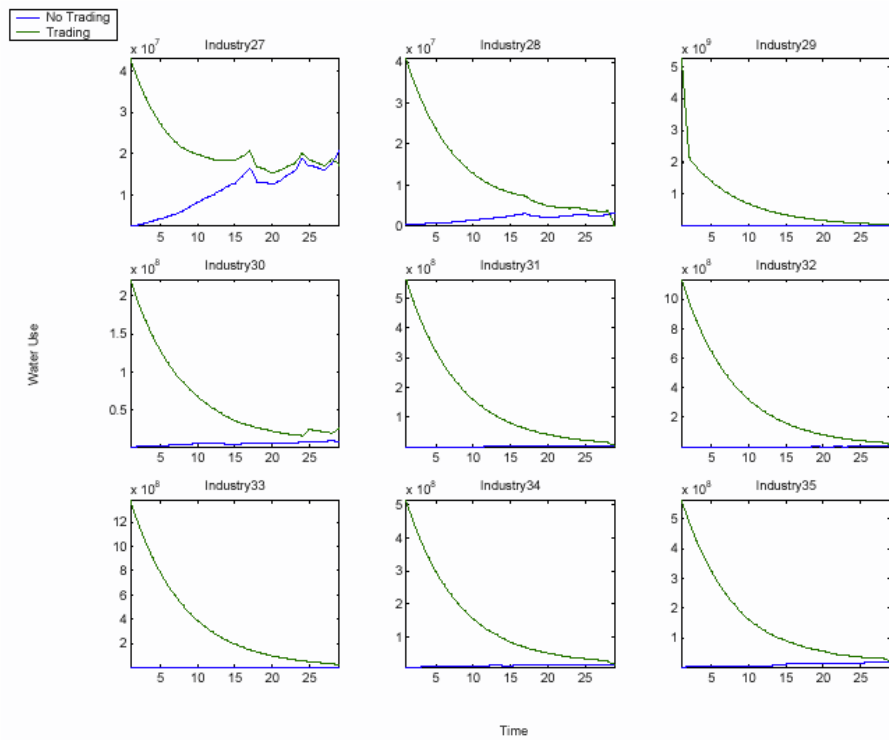 No Trading
Trading
Industry27
x 10^7
4
3
2
1
5 10 15 20 25
Industry28
x 10^7
4
3
2
1
0
5 10 15 20 25
Industry29
x 10^9
5
4
3
2
1
5 10 15 20 25
Industry30
x 10^8
2
1.5
1
0.5
5 10 15 20 25
Industry31
x 10^8
5
4
3
2
1
5 10 15 20 25
Industry32
x 10^8
10
8
6
4
2
5 10 15 20 25
Industry33
x 10^8
12
10
8
6
4
2
5 10 15 20 25
Industry34
x 10^8
5
4
3
2
1
5 10 15 20 25
Industry35
x 10^8
5
4
3
2
1
5 10 15 20 25
Water Use
Time